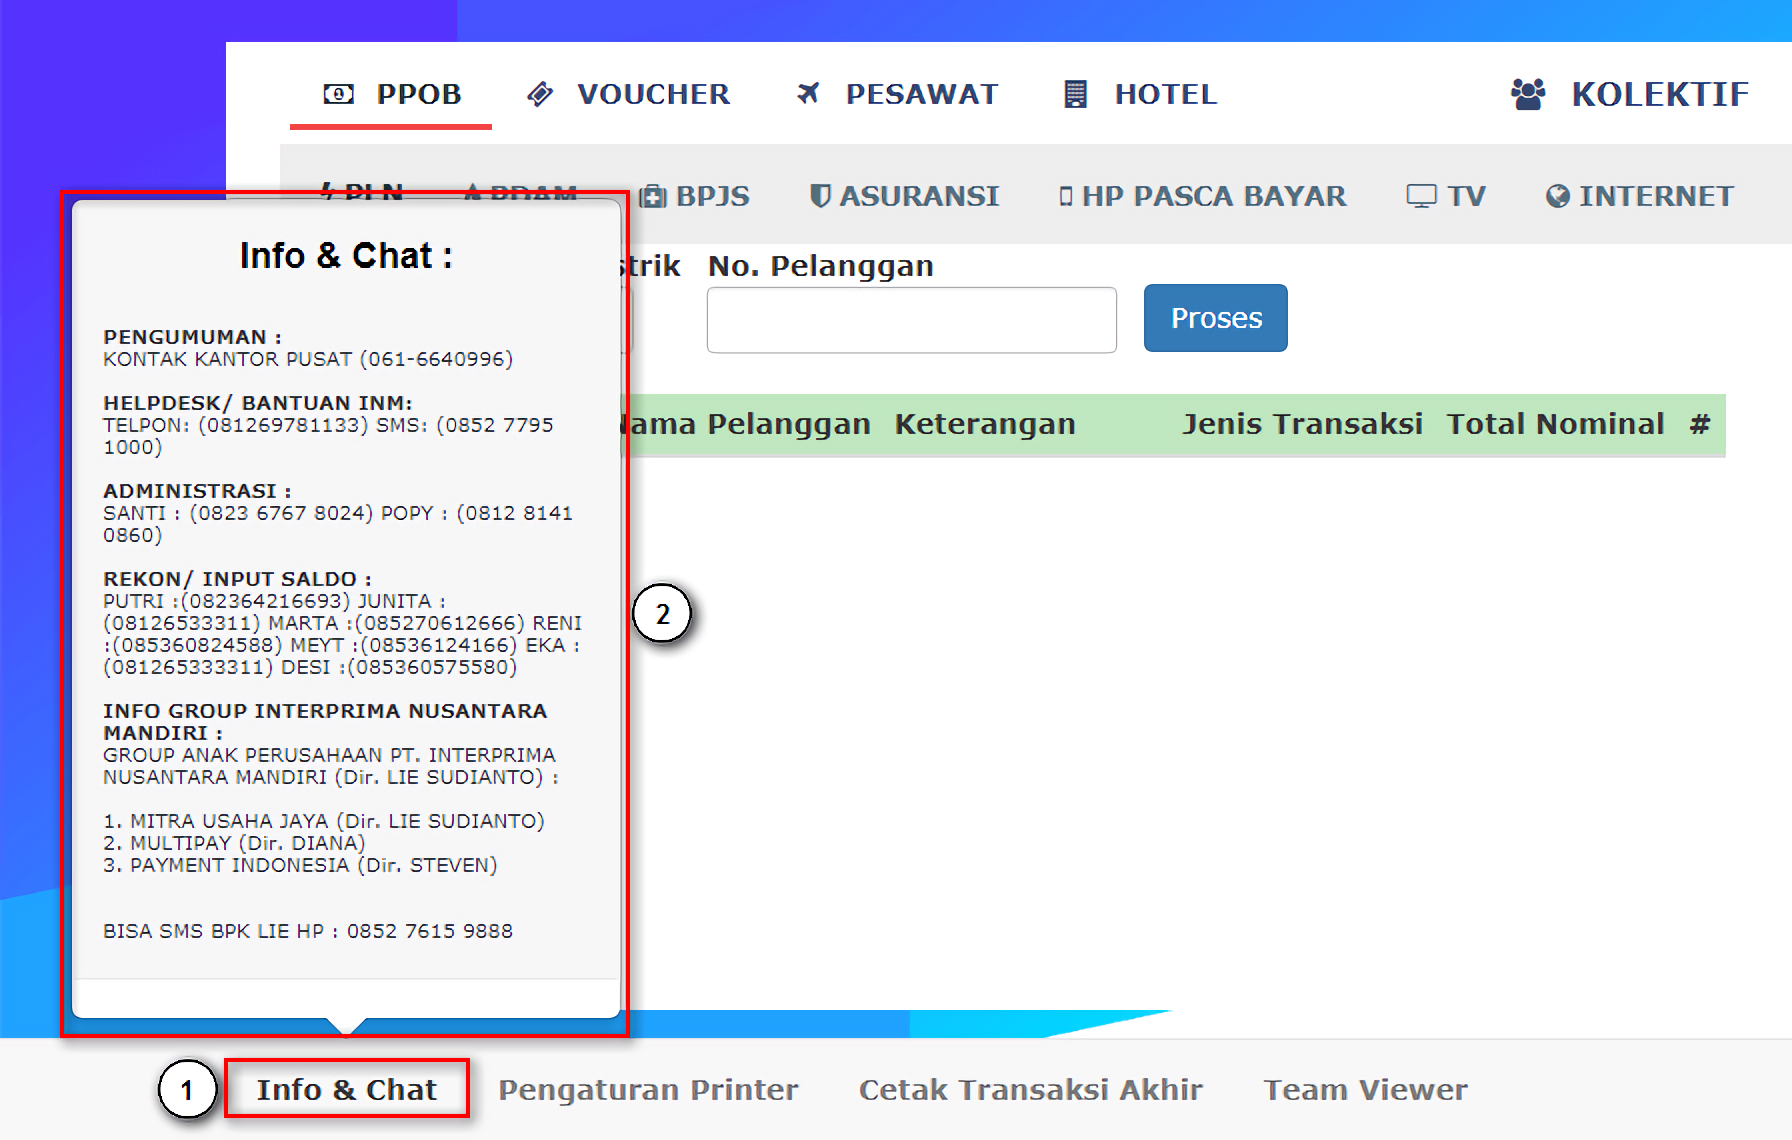 PPOB VOUCHER PESAWAT HOTEL KOLEKTIF
PLN PDAM BPJS ASURANSI HP PASCA BAYAR TV INTERNET
Info & Chat :
No. Pelanggan
Proses
Pelanggan Keterangan Jenis Transaksi Total Nominal #
PENGUMUMAN :
KONTAK KANTOR PUSAT (061-6640996)
HELPDESK/ BANTUAN INM:
TELPON: (081269781133) SMS: (0852 7795
1000)
ADMINISTRASI :
SANTI : (0823 6767 8024) POPY : (0812 8141
0860)
REKON/ INPUT SALDO :
PUTRI :(082364216693) JUNITA :
(08126533311) MARTA :(085270612666) RENI
:(085360824588) MEYT :(08536124166) EKA :
(081265333311) DESI :(085360575580)
INFO GROUP INTERPRIMA NUSANTARA
MANDIRI :
GROUP ANAK PERUSAHAAN PT. INTERPRIMA
NUSANTARA MANDIRI (Dir. LIE SUDIANTO) :
1. MITRA USAHA JAYA (Dir. LIE SUDIANTO)
2. MULTIPAY (Dir. DIANA)
3. PAYMENT INDONESIA (Dir. STEVEN)
BISA SMS BPK LIE HP : 0852 7615 9888
2
1 Info & Chat Pengaturan Printer Cetak Transaksi Akhir Team Viewer